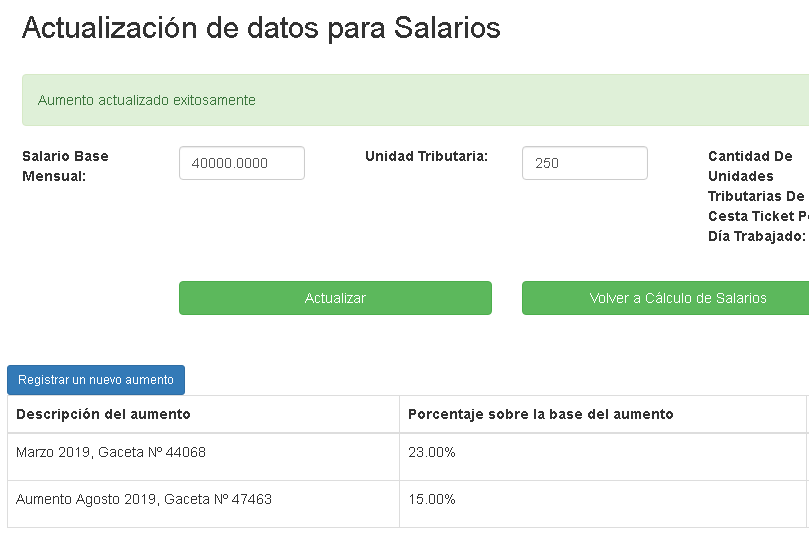 Actualización de datos para Salarios
Aumento actualizado exitosamente
Salario Base
Mensual:
40000.0000
Unidad Tributaria:
250
Cantidad De
Unidades
Tributarias De
Cesta Ticket P
Día Trabajado:
Actualizar
Volver a Cálculo de Salarios
Registrar un nuevo aumento
Descripción del aumento
Porcentaje sobre la base del aumento
Marzo 2019, Gaceta Nº 44068
23.00%
Aumento Agosto 2019, Gaceta Nº 47463
15.00%